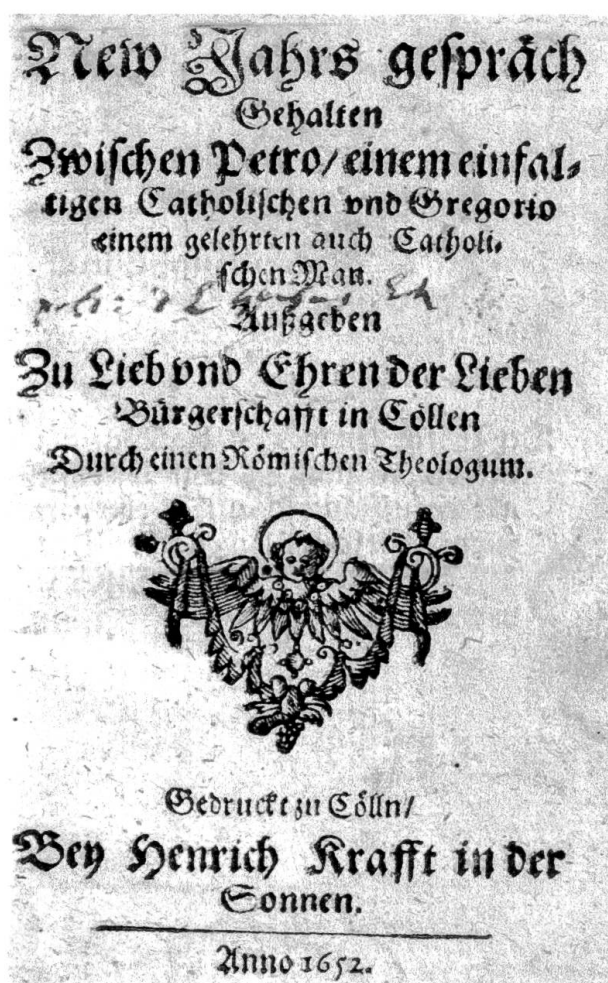 New Jahrs gespräch
Gehalten
Zwischen Petro/ einem einfal-
tigen Catholischen vnd Gregorio
einem gelehrten auch Catholi-
schen Man.
Außgeben
Zu Lieb vnd Ehren der Lieben
Bürgerschafft in Cöllen
Durch einen Römischen Theologum.
Gedruckt zu Cölln/
Bey Henrich Krafft in der
Sonnen.
Anno 1652.